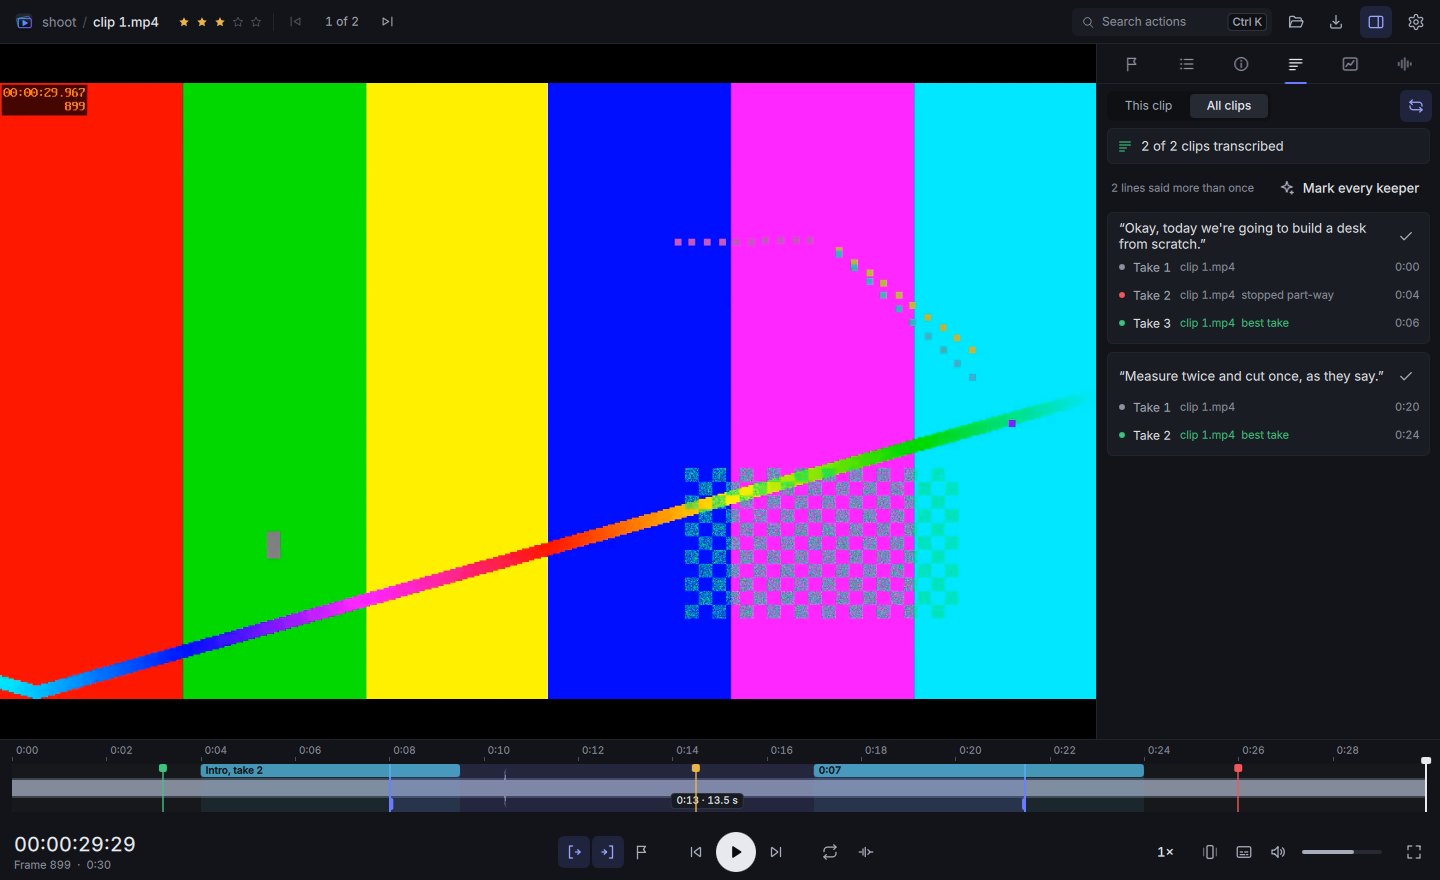 shoot / clip 1.mp4
1 of 2
Search actions
Ctrl K
00:00:29.967
899
This clip
All clips
2 of 2 clips transcribed
2 lines said more than once
Mark every keeper
“Okay, today we're going to build a desk
from scratch.”
Take 1 clip 1.mp4 0:00
Take 2 clip 1.mp4 stopped part-way 0:04
Take 3 clip 1.mp4 best take 0:06
“Measure twice and cut once, as they say.”
Take 1 clip 1.mp4 0:20
Take 2 clip 1.mp4 best take 0:24
0:00 0:02 0:04 0:06 0:08 0:10 0:12 0:14 0:16 0:18 0:20 0:22 0:24 0:26 0:28
Intro, take 2
0:07
0:13 · 13.5 s
00:00:29:29
Frame 899 · 0:30
1×